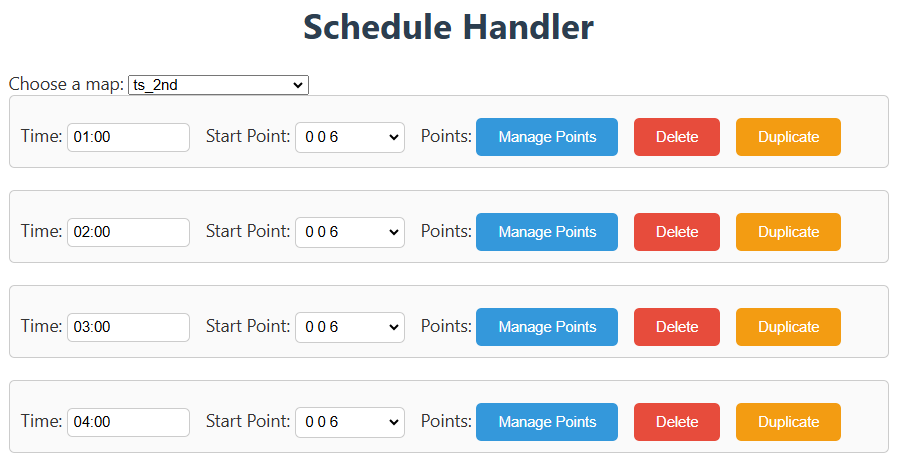 Schedule Handler
Choose a map: ts_2nd
Time: 01:00 Start Point: 0 0 6 Points: Manage Points Delete Duplicate
Time: 02:00 Start Point: 0 0 6 Points: Manage Points Delete Duplicate
Time: 03:00 Start Point: 0 0 6 Points: Manage Points Delete Duplicate
Time: 04:00 Start Point: 0 0 6 Points: Manage Points Delete Duplicate